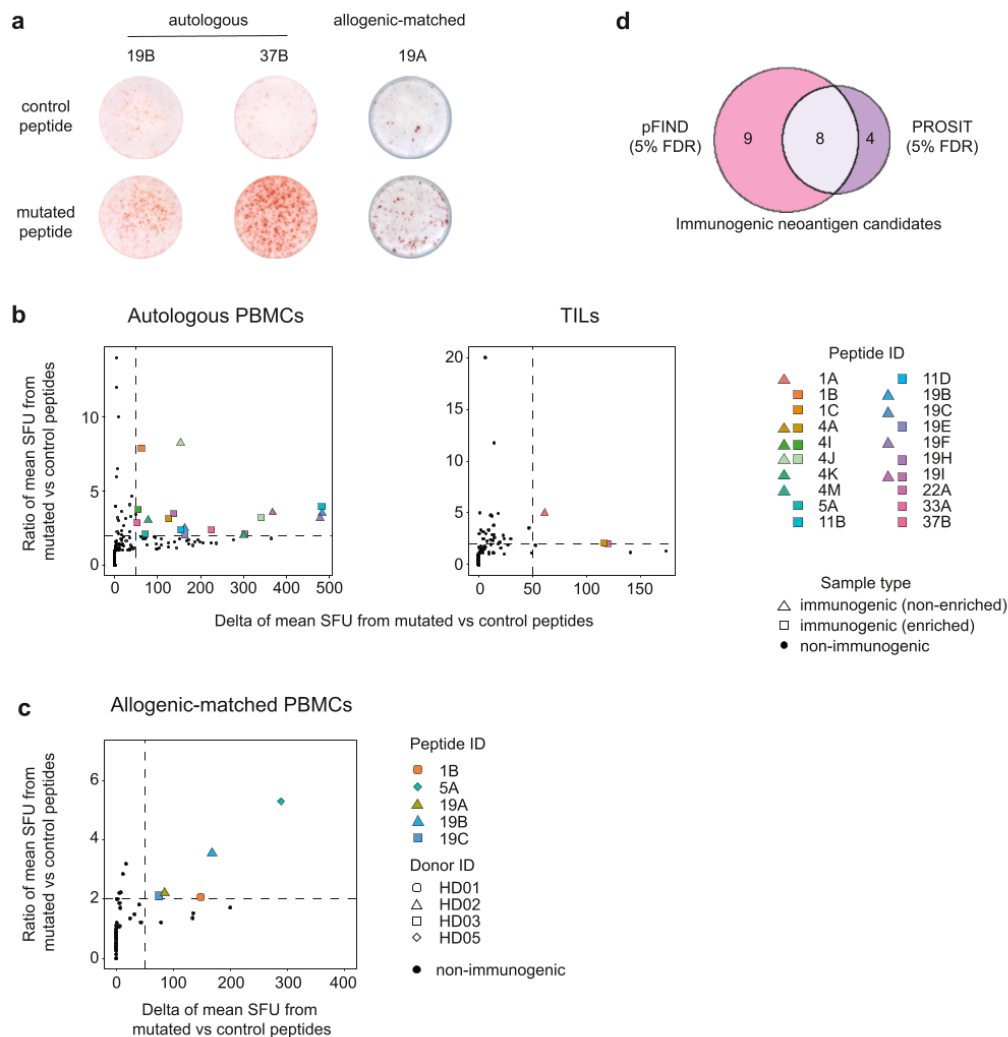 a
autologous
allogenic-matched
19B
37B
19A
control
peptide
mutated
peptide
d
pFIND
(5% FDR)
9
8
4
PROSIT
(5% FDR)
Immunogenic neoantigen candidates
b
Autologous PBMCs
TILs
Ratio of mean SFU from
mutated vs control peptides
10
5
0
0
100
200
300
400
500
20
15
10
5
0
0
50
100
150
Delta of mean SFU from mutated vs control peptides
Peptide ID
1A
1B
1C
4A
4I
4J
4K
4M
5A
11B
11D
19B
19C
19E
19F
19H
19I
22A
33A
37B
Sample type
immunogenic (non-enriched)
immunogenic (enriched)
non-immunogenic
c
Allogenic-matched PBMCs
Ratio of mean SFU from
mutated vs control peptides
6
4
2
0
0
100
200
300
400
Delta of mean SFU from
mutated vs control peptides
Peptide ID
1B
5A
19A
19B
19C
Donor ID
HD01
HD02
HD03
HD05
non-immunogenic